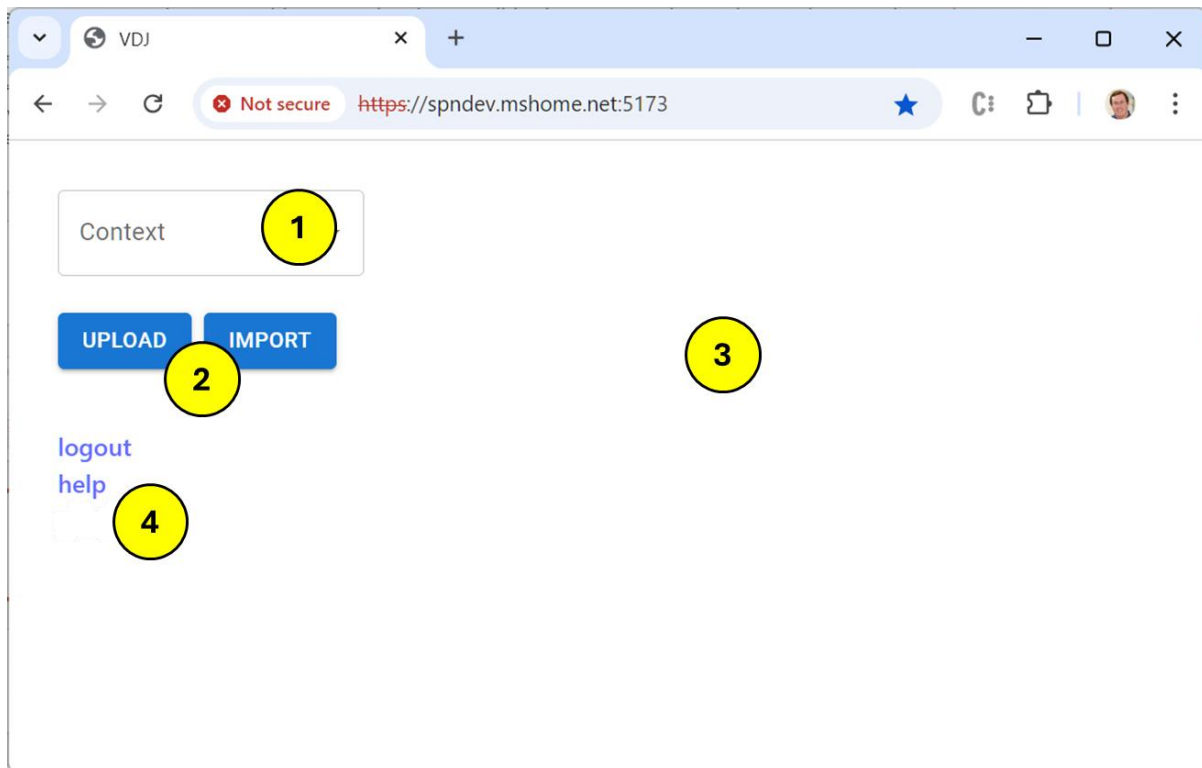 VDJ
Not secure https://spndev.mshome.net:5173
Context
1
UPLOAD IMPORT
2
3
logout
help
4